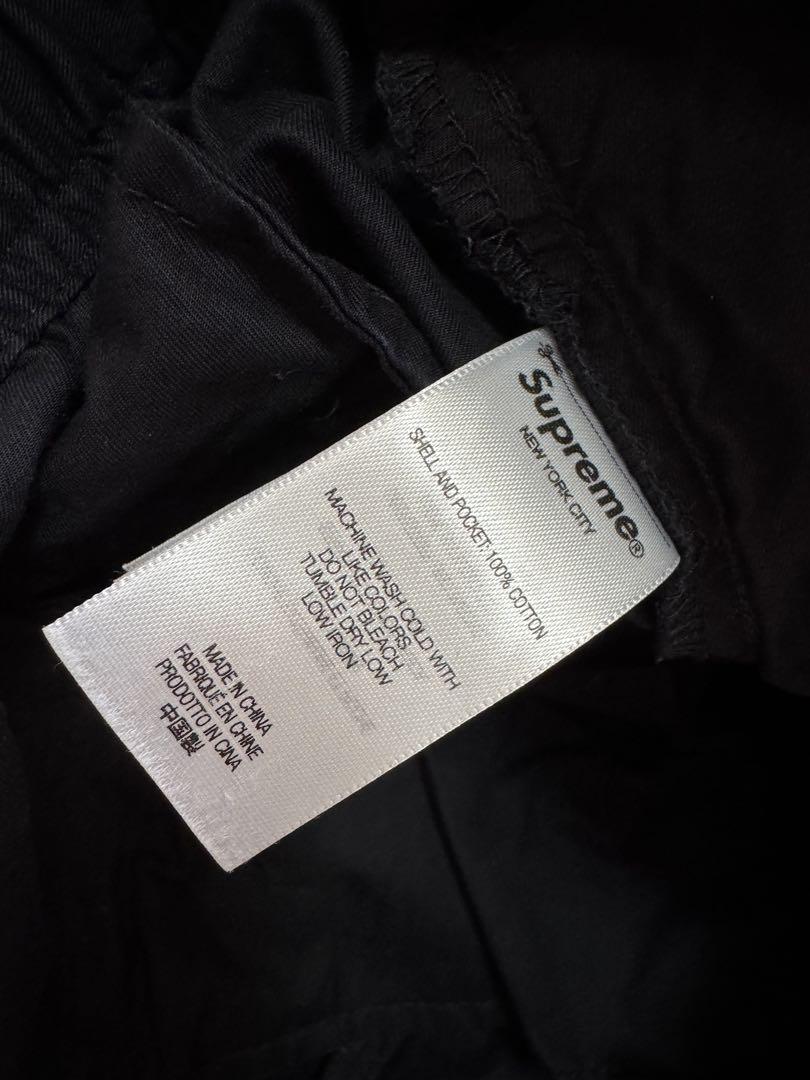 Supreme®
NEW YORK CITY
SHELL AND POCKET: 100% COTTON
MACHINE WASH COLD WITH
LIKE COLORS
DO NOT BLEACH
TUMBLE DRY LOW
LOW IRON
MADE IN CHINA
FABRIQUÉ EN CHINE
PRODOTTO IN CINA
中国製